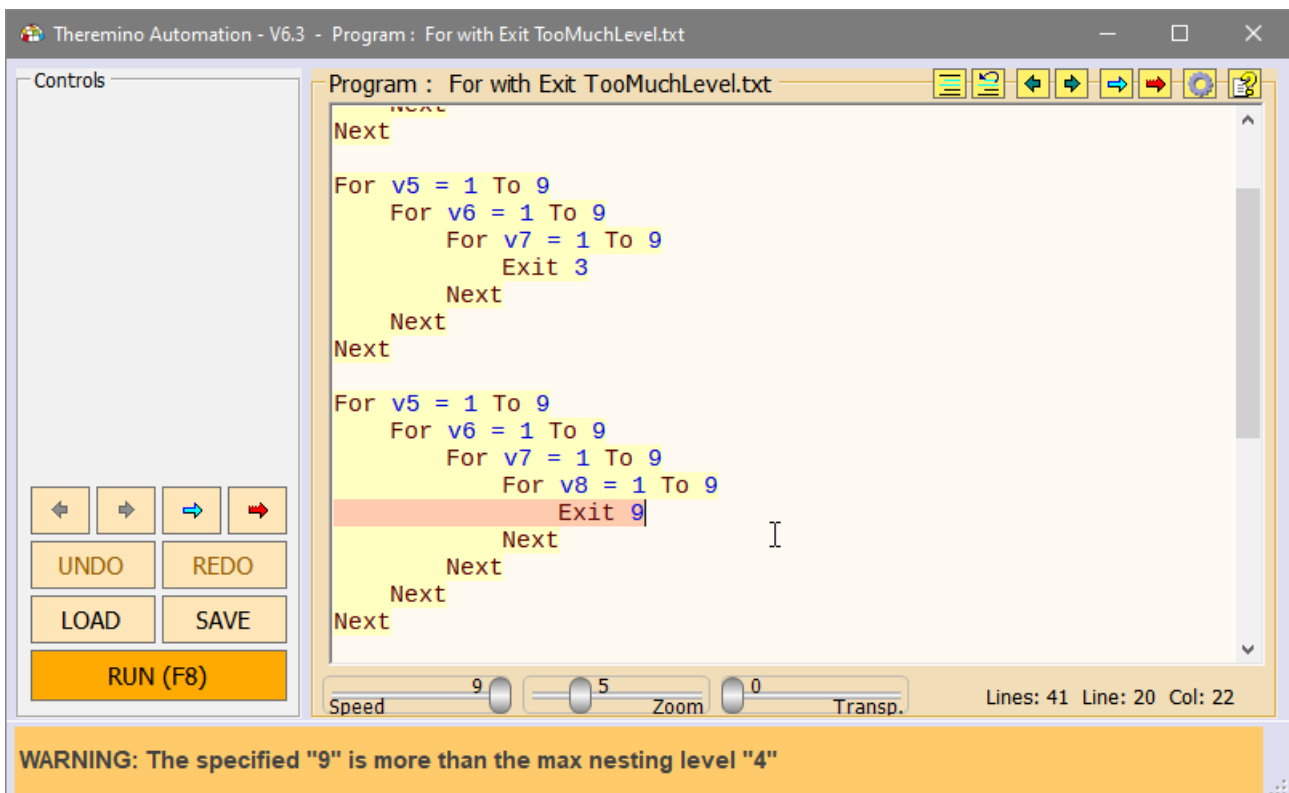 Theremino Automation - V6.3 - Program : For with Exit TooMuchLevel.txt
Controls
Program : For with Exit TooMuchLevel.txt
Next
Next

For v5 = 1 To 9
    For v6 = 1 To 9
        For v7 = 1 To 9
            Exit 3
        Next
    Next
Next

For v5 = 1 To 9
    For v6 = 1 To 9
        For v7 = 1 To 9
            For v8 = 1 To 9
                Exit 9
            Next
        Next
    Next
Next
UNDO REDO
LOAD SAVE
RUN (F8)
Speed 9 5 Zoom 0 Transp.
Lines: 41 Line: 20 Col: 22
WARNING: The specified "9" is more than the max nesting level "4"